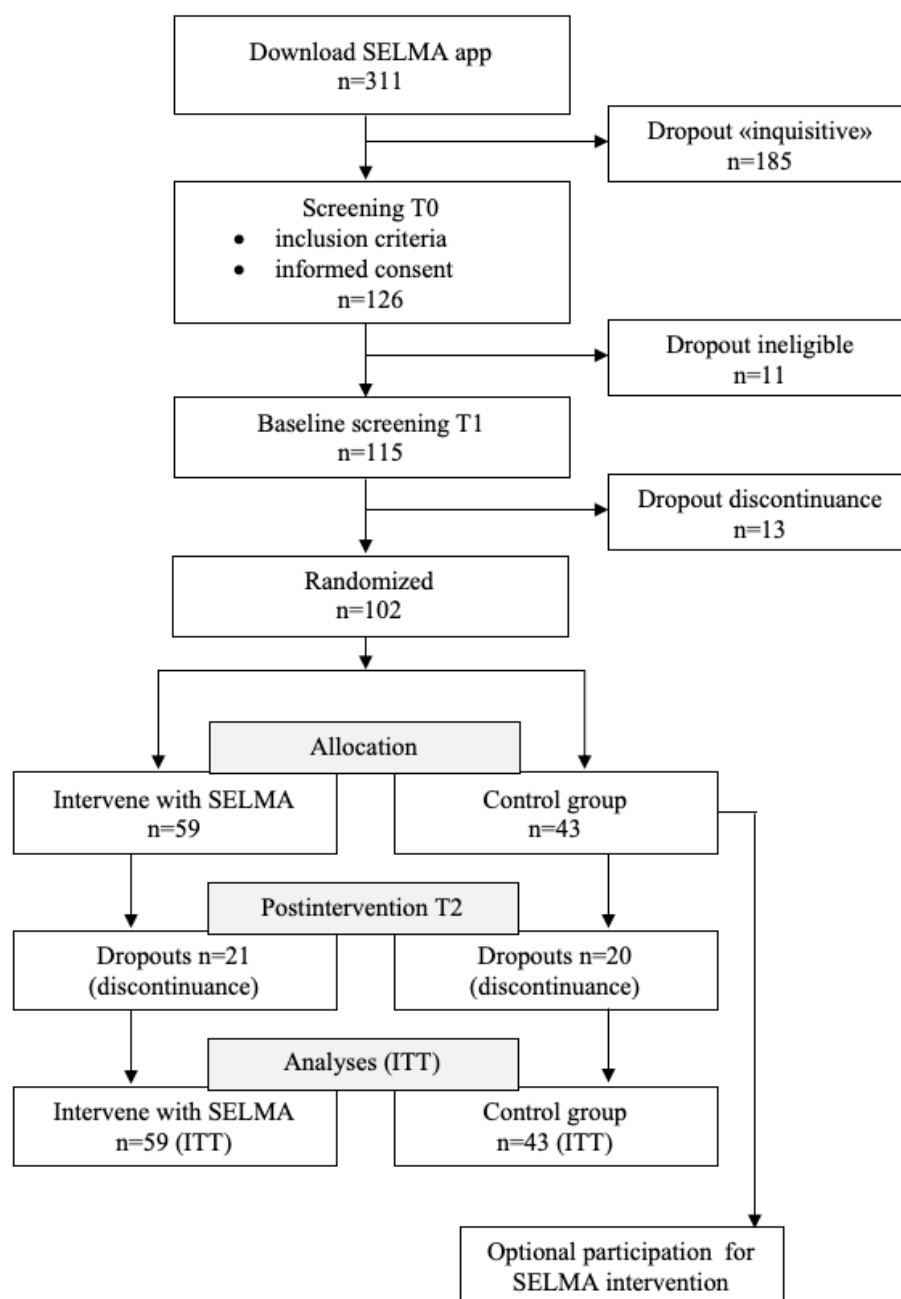 Download SELMA app
n=311
Dropout «inquisitive»
n=185
Screening T0
• inclusion criteria
• informed consent
n=126
Dropout ineligible
n=11
Baseline screening T1
n=115
Dropout discontinuance
n=13
Randomized
n=102
Allocation
Intervene with SELMA
n=59
Control group
n=43
Postintervention T2
Dropouts n=21
(discontinuance)
Dropouts n=20
(discontinuance)
Analyses (ITT)
Intervene with SELMA
n=59 (ITT)
Control group
n=43 (ITT)
Optional participation for
SELMA intervention